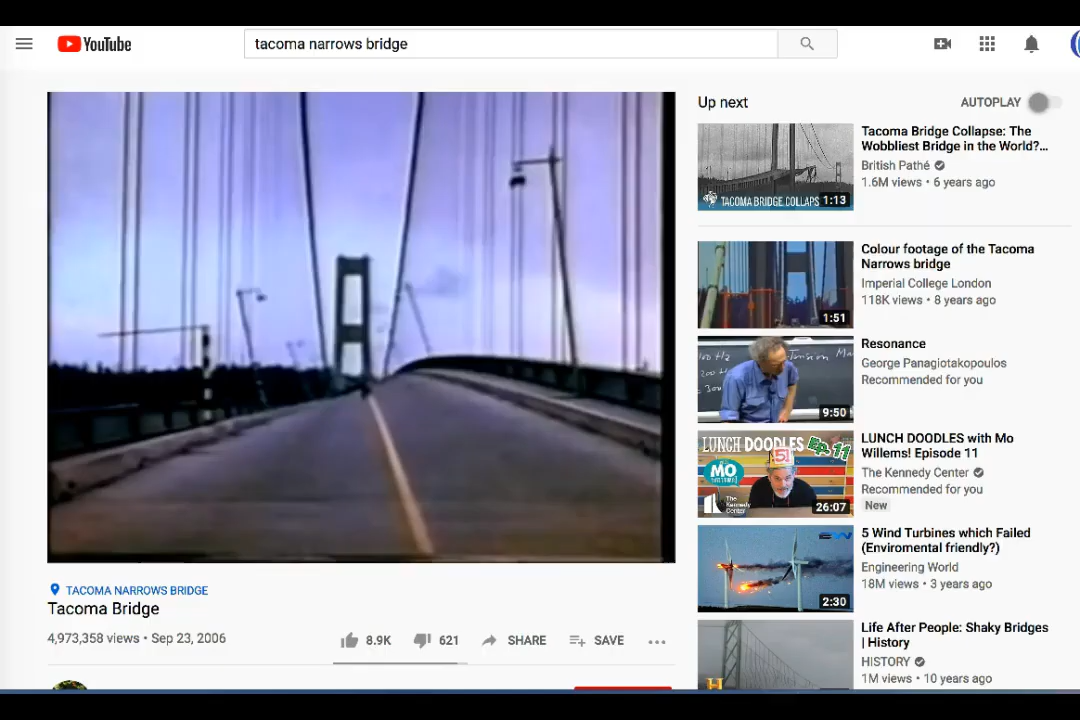 YouTube
tacoma narrows bridge
Up next
AUTOPLAY
TACOMA BRIDGE COLLAPS
1:13
Tacoma Bridge Collapse: The
Wobbliest Bridge in the World?...
British Pathé
1.6M views • 6 years ago
1:51
Colour footage of the Tacoma
Narrows bridge
Imperial College London
118K views • 8 years ago
9:50
Resonance
George Panagiotakopoulos
Recommended for you
LUNCH DOODLES Ep. 11
MO
The
Kennedy
Center
26:07
LUNCH DOODLES with Mo
Willems! Episode 11
The Kennedy Center
Recommended for you
New
2:30
5 Wind Turbines which Failed
(Enviromental friendly?)
Engineering World
18M views • 3 years ago
H
Life After People: Shaky Bridges
| History
HISTORY
1M views • 10 years ago
TACOMA NARROWS BRIDGE
Tacoma Bridge
4,973,358 views • Sep 23, 2006
8.9K
621
SHARE
SAVE